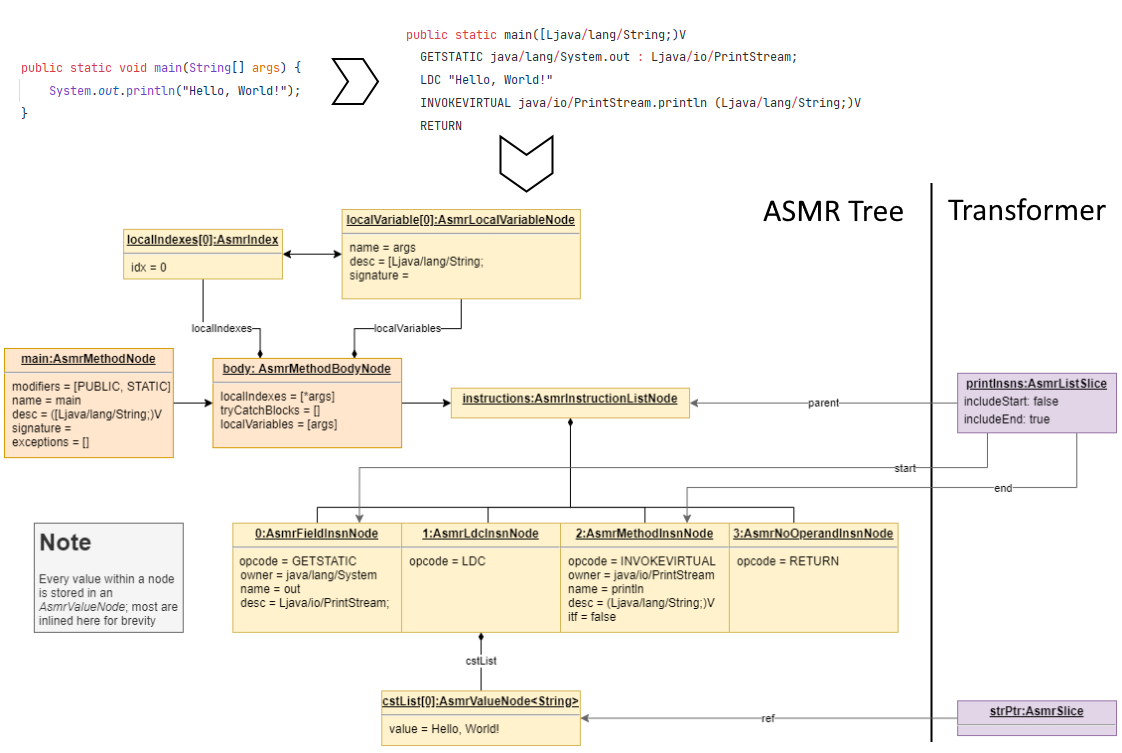 public static void main(String[] args) {
System.out.println("Hello, World!");
}
public static main([Ljava/lang/String;)V
GETSTATIC java/lang/System.out : Ljava/io/PrintStream;
LDC "Hello, World!"
INVOKEVIRTUAL java/io/PrintStream.println (Ljava/lang/String;)V
RETURN
ASMR Tree
Transformer
localIndexes[0]:AsmrIndex
idx = 0
localVariable[0]:AsmrLocalVariableNode
name = args
desc = [Ljava/lang/String;
signature =
localIndexes
localVariables
main:AsmrMethodNode
modifiers = [PUBLIC, STATIC]
name = main
desc = ([Ljava/lang/String;)V
signature =
exceptions = []
body: AsmrMethodBodyNode
localIndexes = [*args]
tryCatchBlocks = []
localVariables = [args]
instructions:AsmrInstructionListNode
parent
printInsns:AsmrListSlice
includeStart: false
includeEnd: true
start
end
Note
Every value within a node
is stored in an
AsmrValueNode; most are
inlined here for brevity
0:AsmrFieldInsnNode
opcode = GETSTATIC
owner = java/lang/System
name = out
desc = Ljava/io/PrintStream;
1:AsmrLdcInsnNode
opcode = LDC
2:AsmrMethodInsnNode
opcode = INVOKEVIRTUAL
owner = java/io/PrintStream
name = println
desc = (Ljava/lang/String;)V
itf = false
3:AsmrNoOperandInsnNode
opcode = RETURN
cstList
cstList[0]:AsmrValueNode<String>
value = Hello, World!
ref
strPtr:AsmrSlice